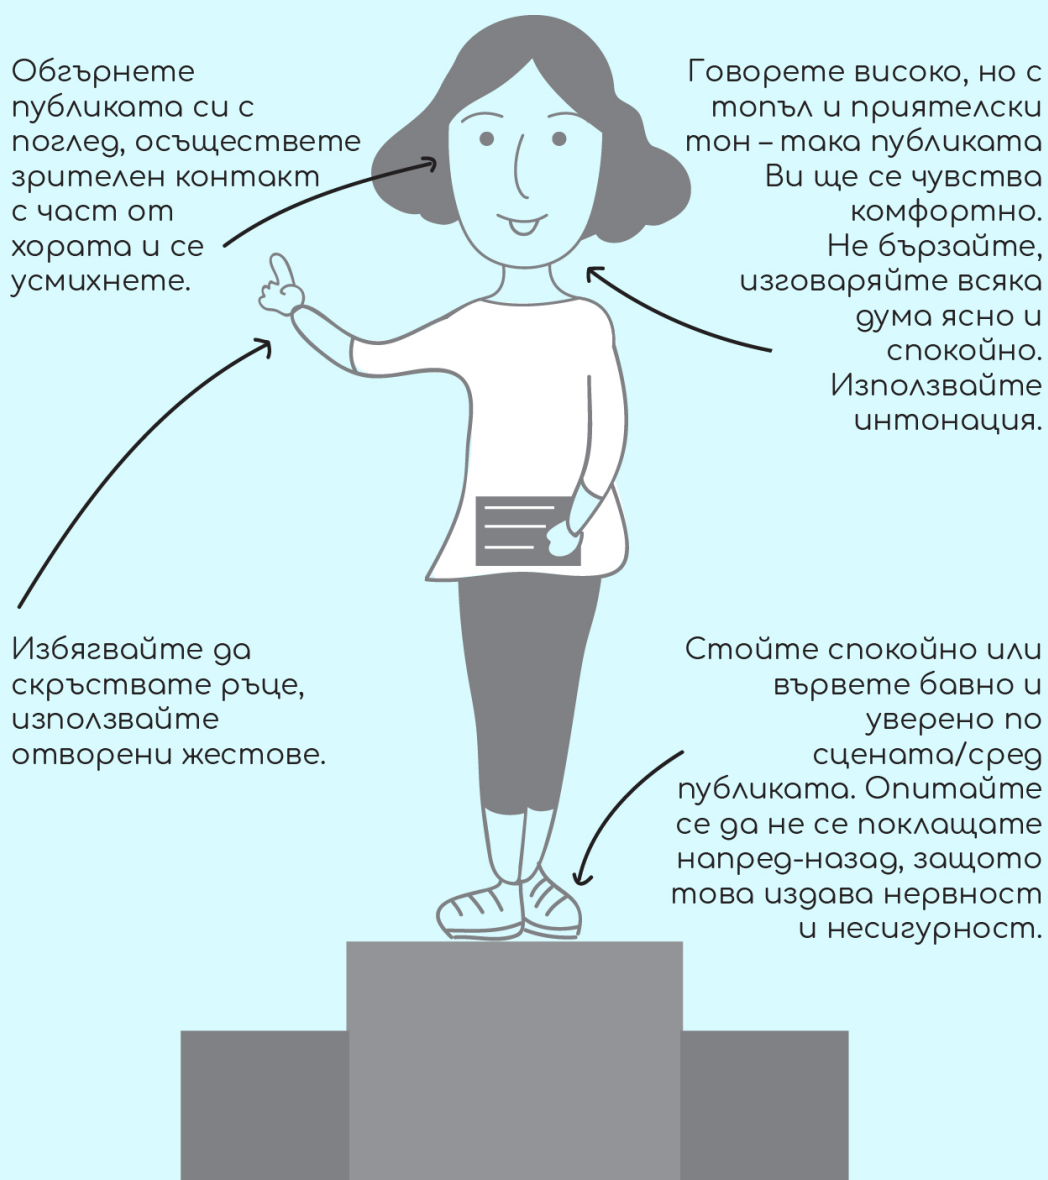 Обгърнете
публиката си с
поглед, осъществете
зрителен контакт
с част от
хората и се
усмихнете.
Говорете високо, но с
топъл и приятелски
тон – така публиката
Ви ще се чувства
комфортно.
Не бързайте,
изговаряйте всяка
дума ясно и
спокойно.
Използвайте
интонация.
Избягвайте да
скръствате ръце,
използвайте
отворени жестове.
Стойте спокойно или
вървете бавно и
уверено по
сцената/сред
публиката. Опитайте
се да не се поклащате
напред-назад, защото
това издава нервност
и несигурност.